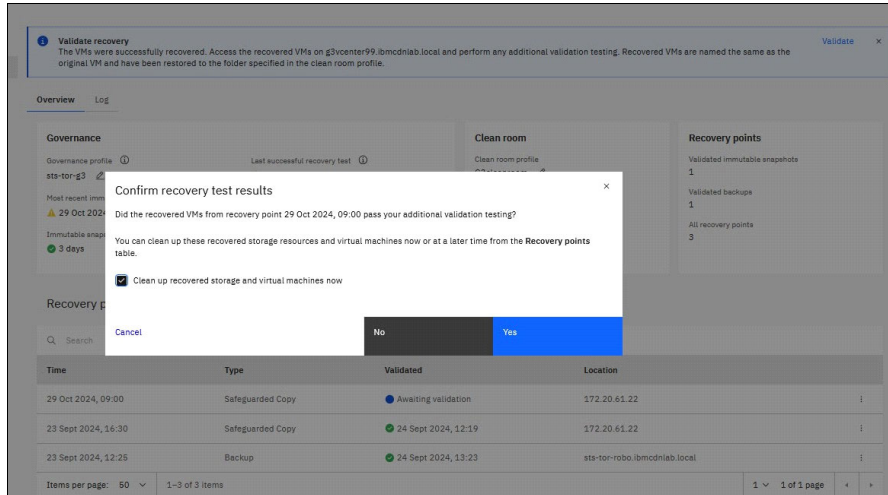 Validate recovery
Validate
The VMs were successfully recovered. Access the recovered VMs on g3vcenter99.ibmcdnlab.local and perform any additional validation testing. Recovered VMs are named the same as the
original VM and have been restored to the folder specified in the clean room profile.
Overview Log
Governance
Governance profile
Last successful recovery test
sts-tor-g3
Most recent imm
29 Oct 2024
Immutable snaps
3 days
Clean room
Clean room profile
Recovery points
Validated immutable snapshots
1
Validated backups
1
All recovery points
3
Confirm recovery test results
Did the recovered VMs from recovery point 29 Oct 2024, 09:00 pass your additional validation testing?
You can clean up these recovered storage resources and virtual machines now or at a later time from the Recovery points
table.
Clean up recovered storage and virtual machines now
Cancel
No
Yes
Recovery p
Search
Time Type Validated Location
29 Oct 2024, 09:00 Safeguarded Copy Awaiting validation 172.20.61.22
23 Sept 2024, 16:30 Safeguarded Copy 24 Sept 2024, 12:19 172.20.61.22
23 Sept 2024, 12:25 Backup 24 Sept 2024, 13:23 sts-tor-robo.ibmcdnlab.local
Items per page: 50 1–3 of 3 items 1 1 of 1 page